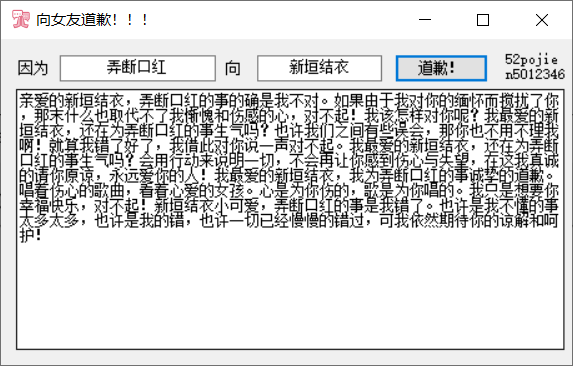 向女友道歉！！！
因为 弄断口红 向 新垣结衣 道歉！ 52pojie
n5012346
亲爱的新垣结衣，弄断口红的事的确是我不对。如果由于我对你的缅怀而搅扰了你
，那末什么也取代不了我惭愧和伤感的心，对不起！我该怎样对你呢？我最爱的新
垣结衣，还在为弄断口红的事生气吗？也许我们之间有些误会，那你也不用不理我
啊！就算我错了好了，我借此对你说一声对不起。我最爱的新垣结衣，还在为弄断
口红的事生气吗？会用行动来说明一切，不会再让你感到伤心与失望，在这我真诚
的请你原谅，永远爱你的人！我最爱的新垣结衣，我为弄断口红的事诚挚的道歉。
唱着伤心的歌曲，看着心爱的女孩。心是为你伤的，歌是为你唱的。我只是想要你
幸福快乐，对不起！新垣结衣小可爱，弄断口红的事是我错了。也许是我不懂的事
太多太多，也许是我的错，也许一切已经慢慢的错过，可我依然期待你的谅解和呵
护！